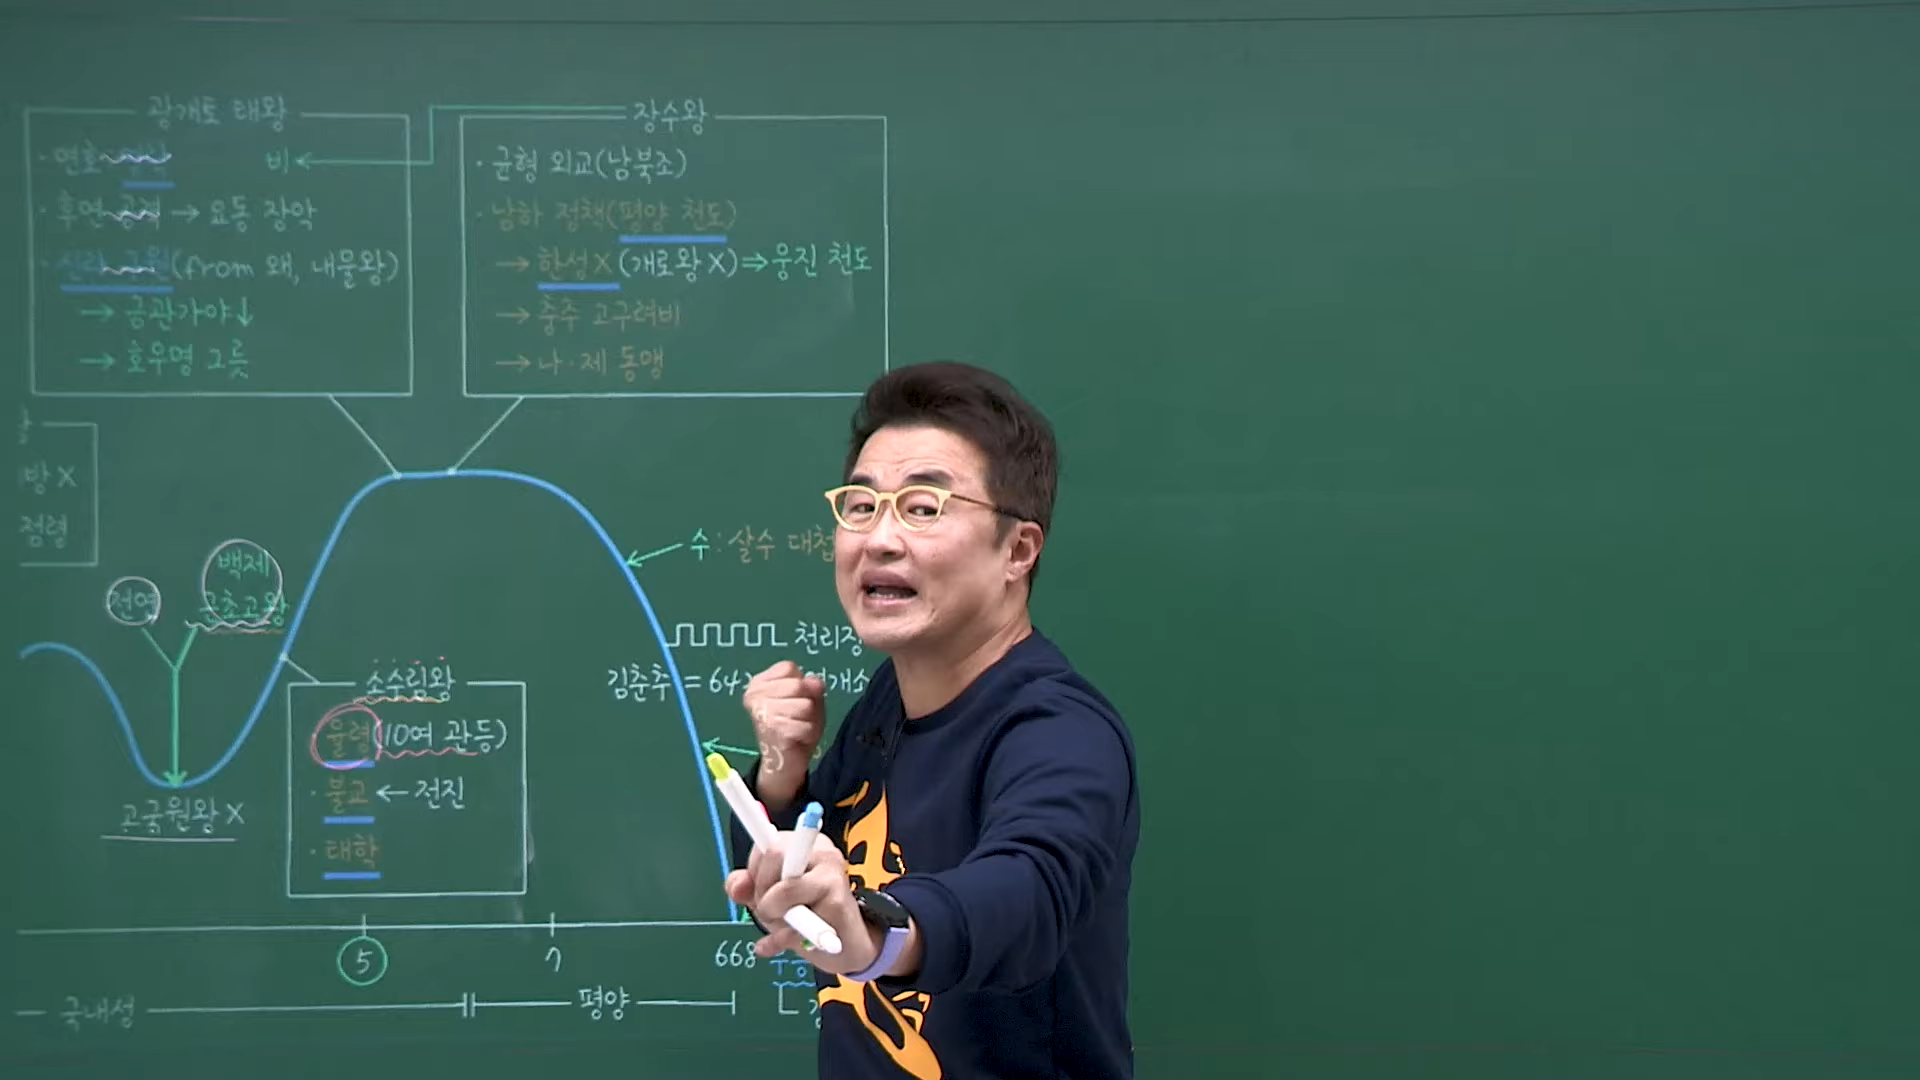 광개토 태왕
· 연호
비
· 후연 공격 → 요동 장악
· 신라 구원(from 왜, 내물왕)
→ 금관가야↓
→ 호우명 그릇
장수왕
· 균형 외교(남북조)
· 남하 정책(평양 천도)
→ 한성X(개로왕X)⇒웅진 천도
→ 충주 고구려비
→ 나·제 동맹
방 X
점령
전연
백제
근초고왕
고국원왕 X
소수림왕
· 율령(10여 관등)
· 불교 ← 전진
· 태학
수 : 살수 대첩
천리장
김춘추 = 642 연개소
5
7
668
국내성
평양